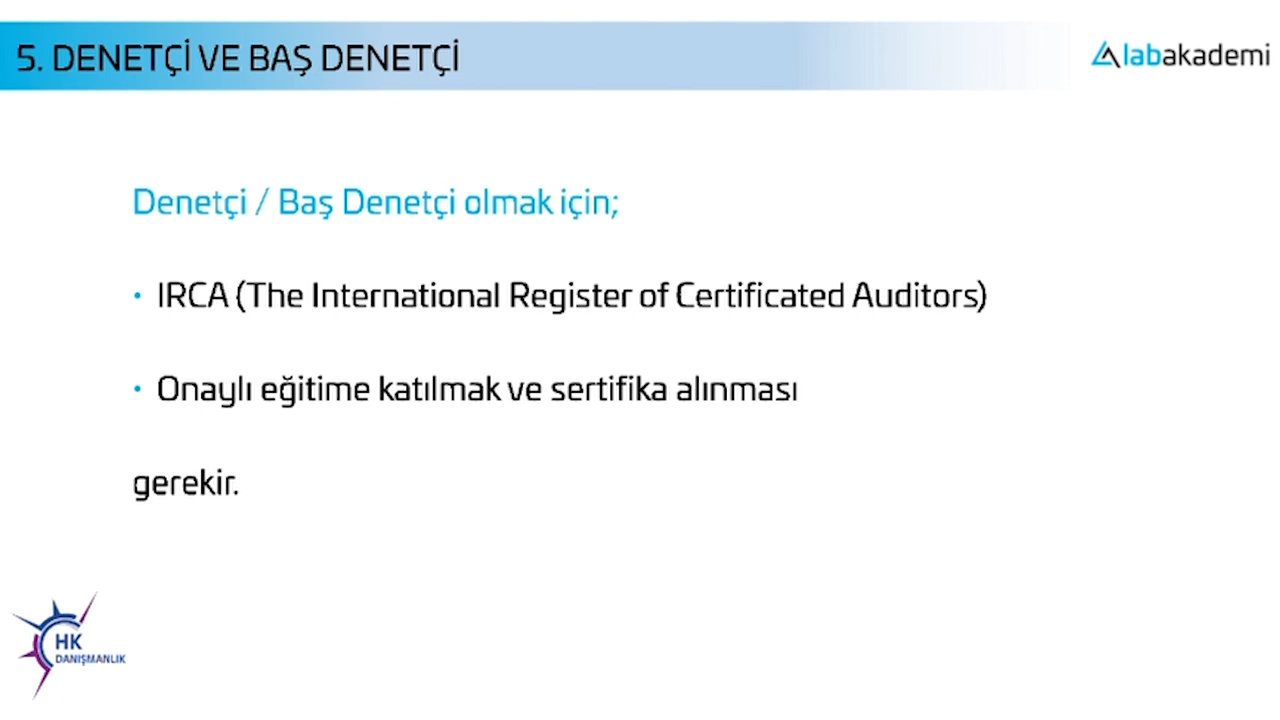 5. DENETÇİ VE BAŞ DENETÇİ
labakademi
Denetçi / Baş Denetçi olmak için;
• IRCA (The International Register of Certificated Auditors)
• Onaylı eğitime katılmak ve sertifika alınması
gerekir.
HK
DANIŞMANLIK